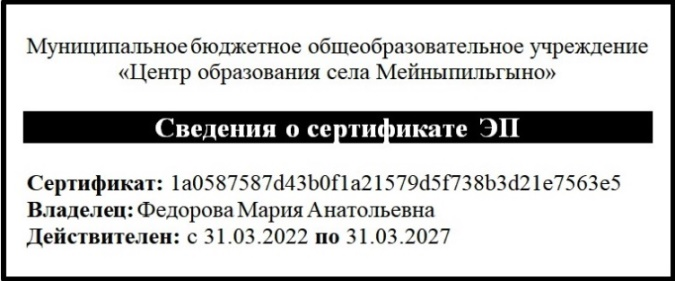 Муниципальное бюджетное общеобразовательное учреждение
«Центр образования села Мейныпильгыно»
Сведения о сертификате ЭП
Сертификат: 1a0587587d43b0f1a21579d5f738b3d21e7563e5
Владелец: Федорова Мария Анатольевна
Действителен: с 31.03.2022 по 31.03.2027